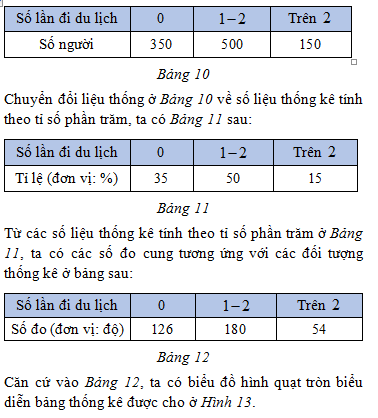 Số lần đi du lịch 0 1–2 Trên 2
Số người 350 500 150
Bảng 10
Chuyển đổi liệu thống ở Bảng 10 về số liệu thống kê tính
theo tỉ số phần trăm, ta có Bảng 11 sau:
Số lần đi du lịch 0 1–2 Trên 2
Tỉ lệ (đơn vị: %) 35 50 15
Bảng 11
Từ các số liệu thống kê tính theo tỉ số phần trăm ở Bảng
11, ta có các số đo cung tương ứng với các đối tượng
thống kê ở bảng sau:
Số lần đi du lịch 0 1–2 Trên 2
Số đo (đơn vị: độ) 126 180 54
Bảng 12
Căn cứ vào Bảng 12, ta có biểu đồ hình quạt tròn biểu
diễn bảng thống kê được cho ở Hình 13.